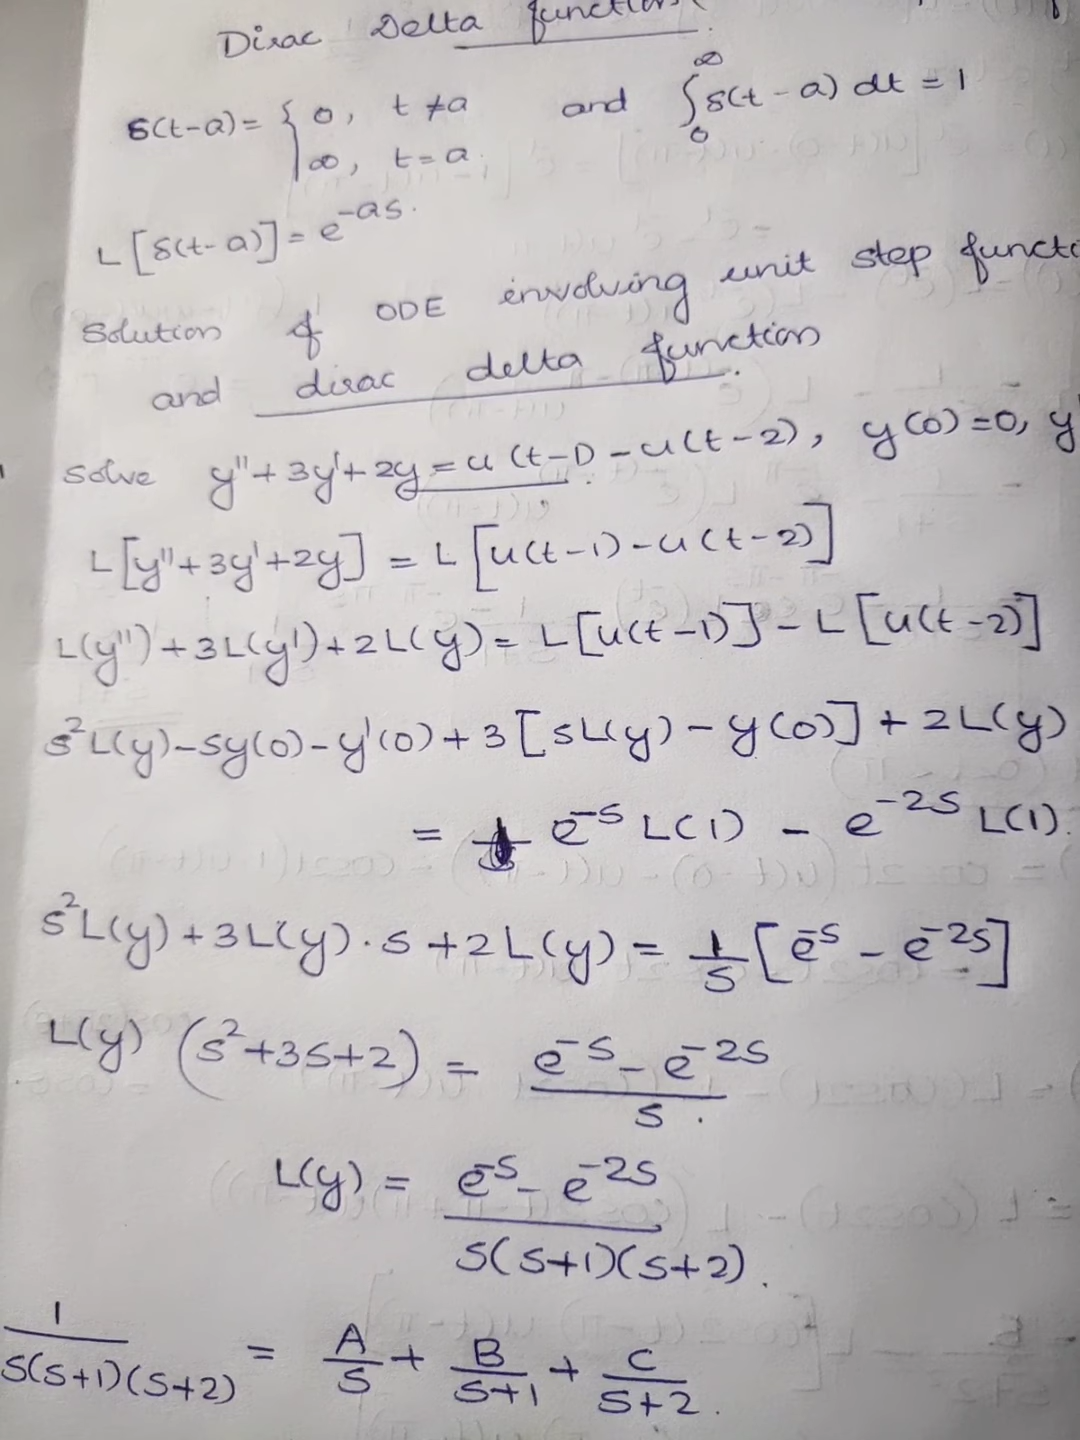 Dirac Delta function
δ(t-a) = { 0, t ≠ a and ∫₀^∞ δ(t-a) dt = 1
∞, t = a.
L[δ(t-a)] = e^{-as}.
Solution of ODE involving unit step functi
and dirac delta function.
Solve y''+3y'+2y = u(t-1)-u(t-2), y(0)=0, y'
L[y''+3y'+2y] = L[u(t-1)-u(t-2)]
L(y'')+3L(y')+2L(y) = L[u(t-1)]-L[u(t-2)]
s²L(y)-sy(0)-y'(0)+3[sL(y)-y(0)]+2L(y)
= e^{-s} L(1) - e^{-2s} L(1).
s²L(y)+3L(y).s+2L(y) = 1/s [e^{-s} - e^{-2s}]
L(y) (s²+3s+2) = (e^{-s} - e^{-2s})/s.
L(y) = (e^{-s} - e^{-2s})/(s(s+1)(s+2)).
1/(s(s+1)(s+2)) = A/s + B/(s+1) + C/(s+2).